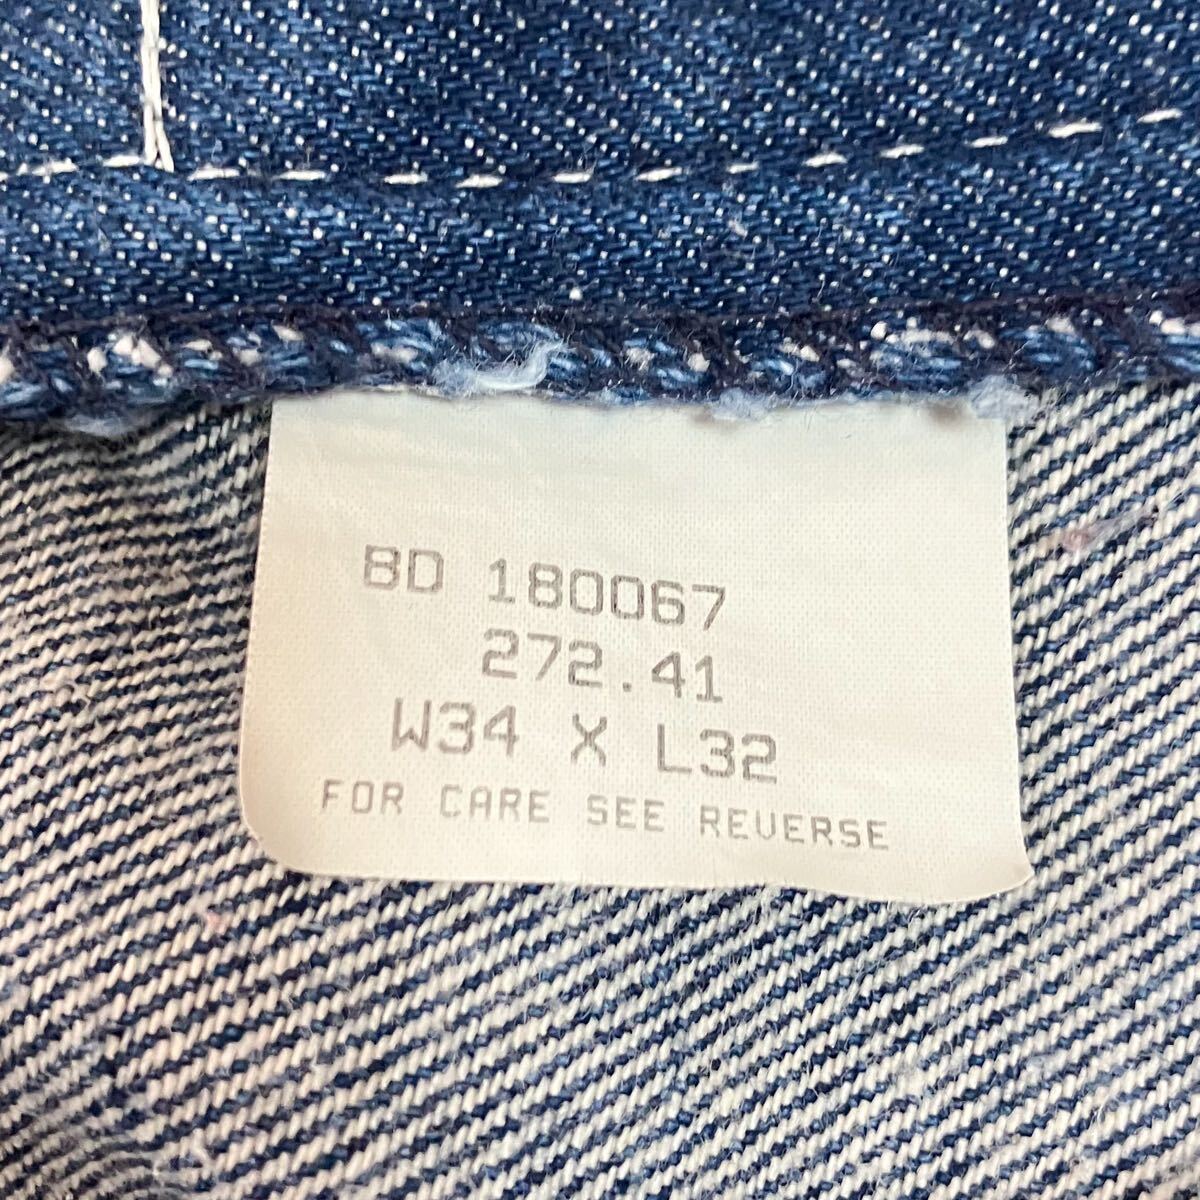 BD 180067
272.41
W34 X L32
FOR CARE SEE REVERSE